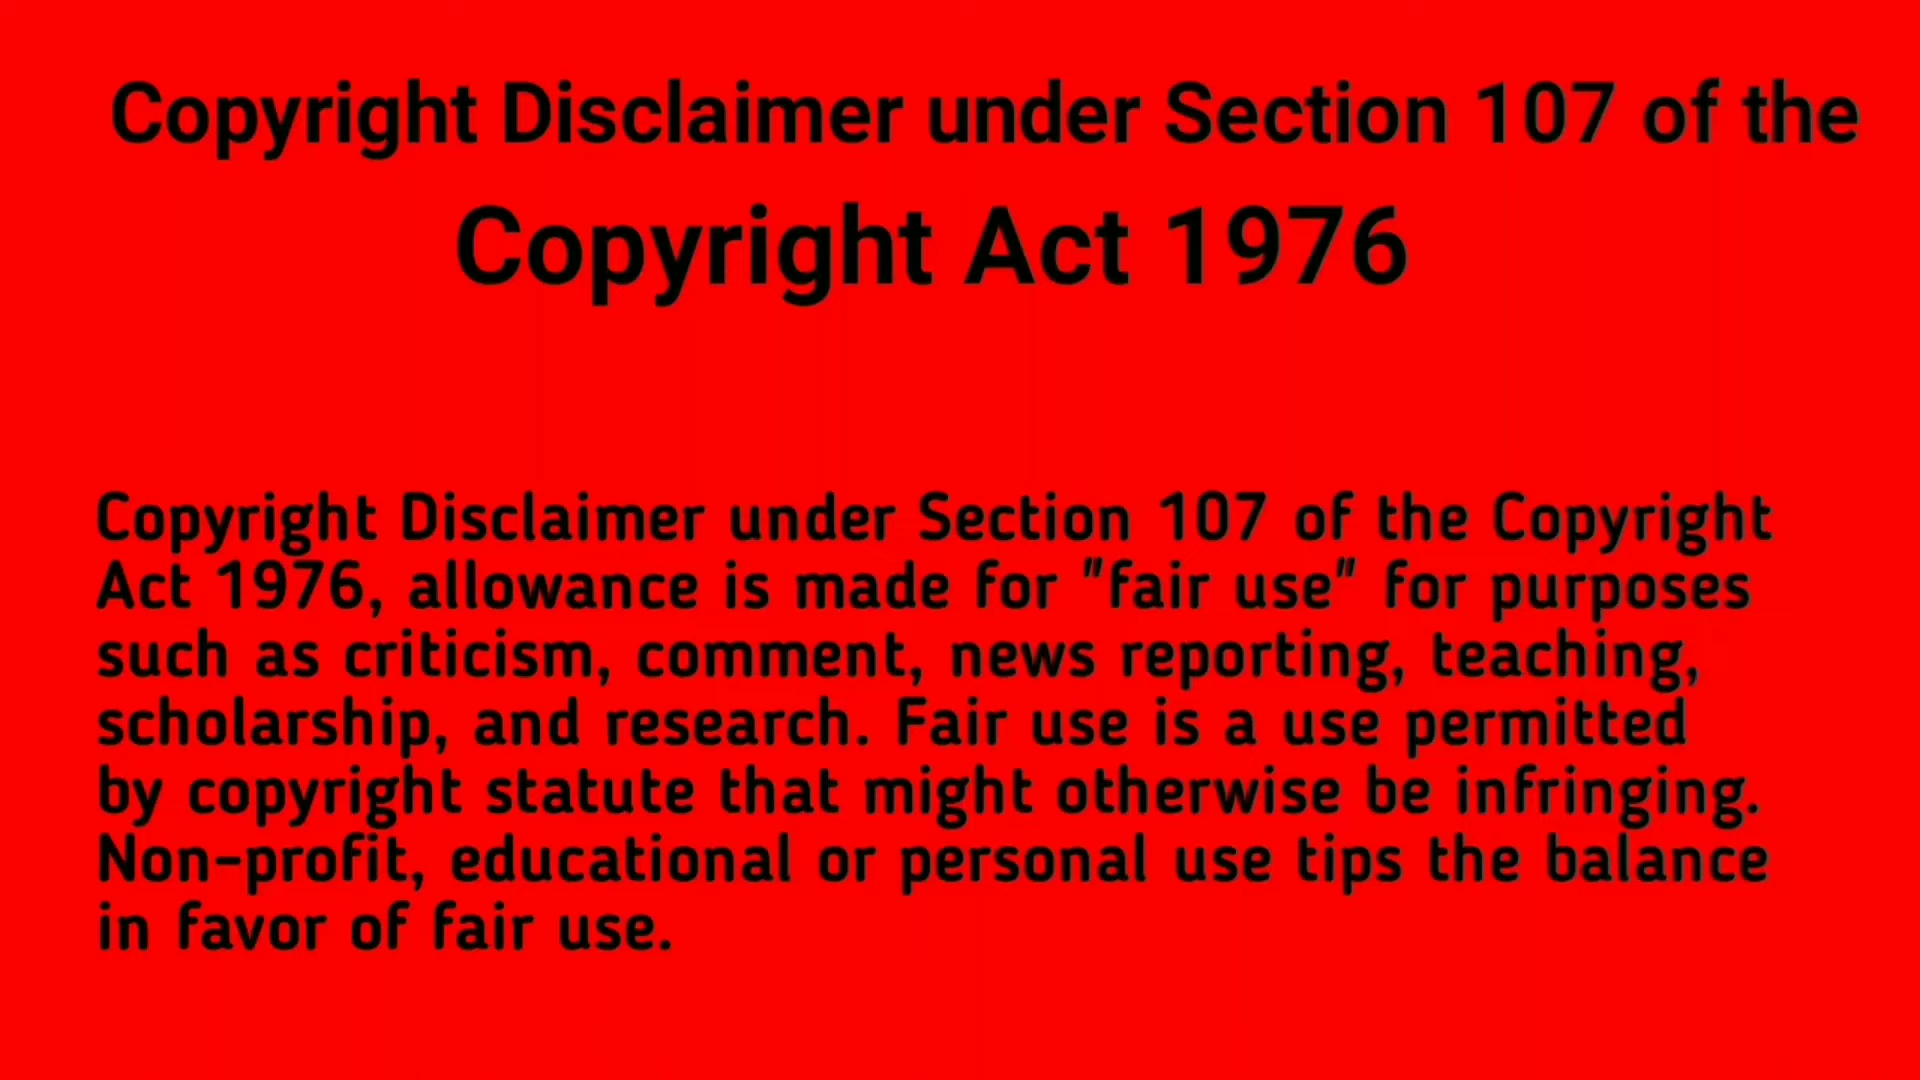 Copyright Disclaimer under Section 107 of the
Copyright Act 1976
Copyright Disclaimer under Section 107 of the Copyright
Act 1976, allowance is made for "fair use" for purposes
such as criticism, comment, news reporting, teaching,
scholarship, and research. Fair use is a use permitted
by copyright statute that might otherwise be infringing.
Non-profit, educational or personal use tips the balance
in favor of fair use.